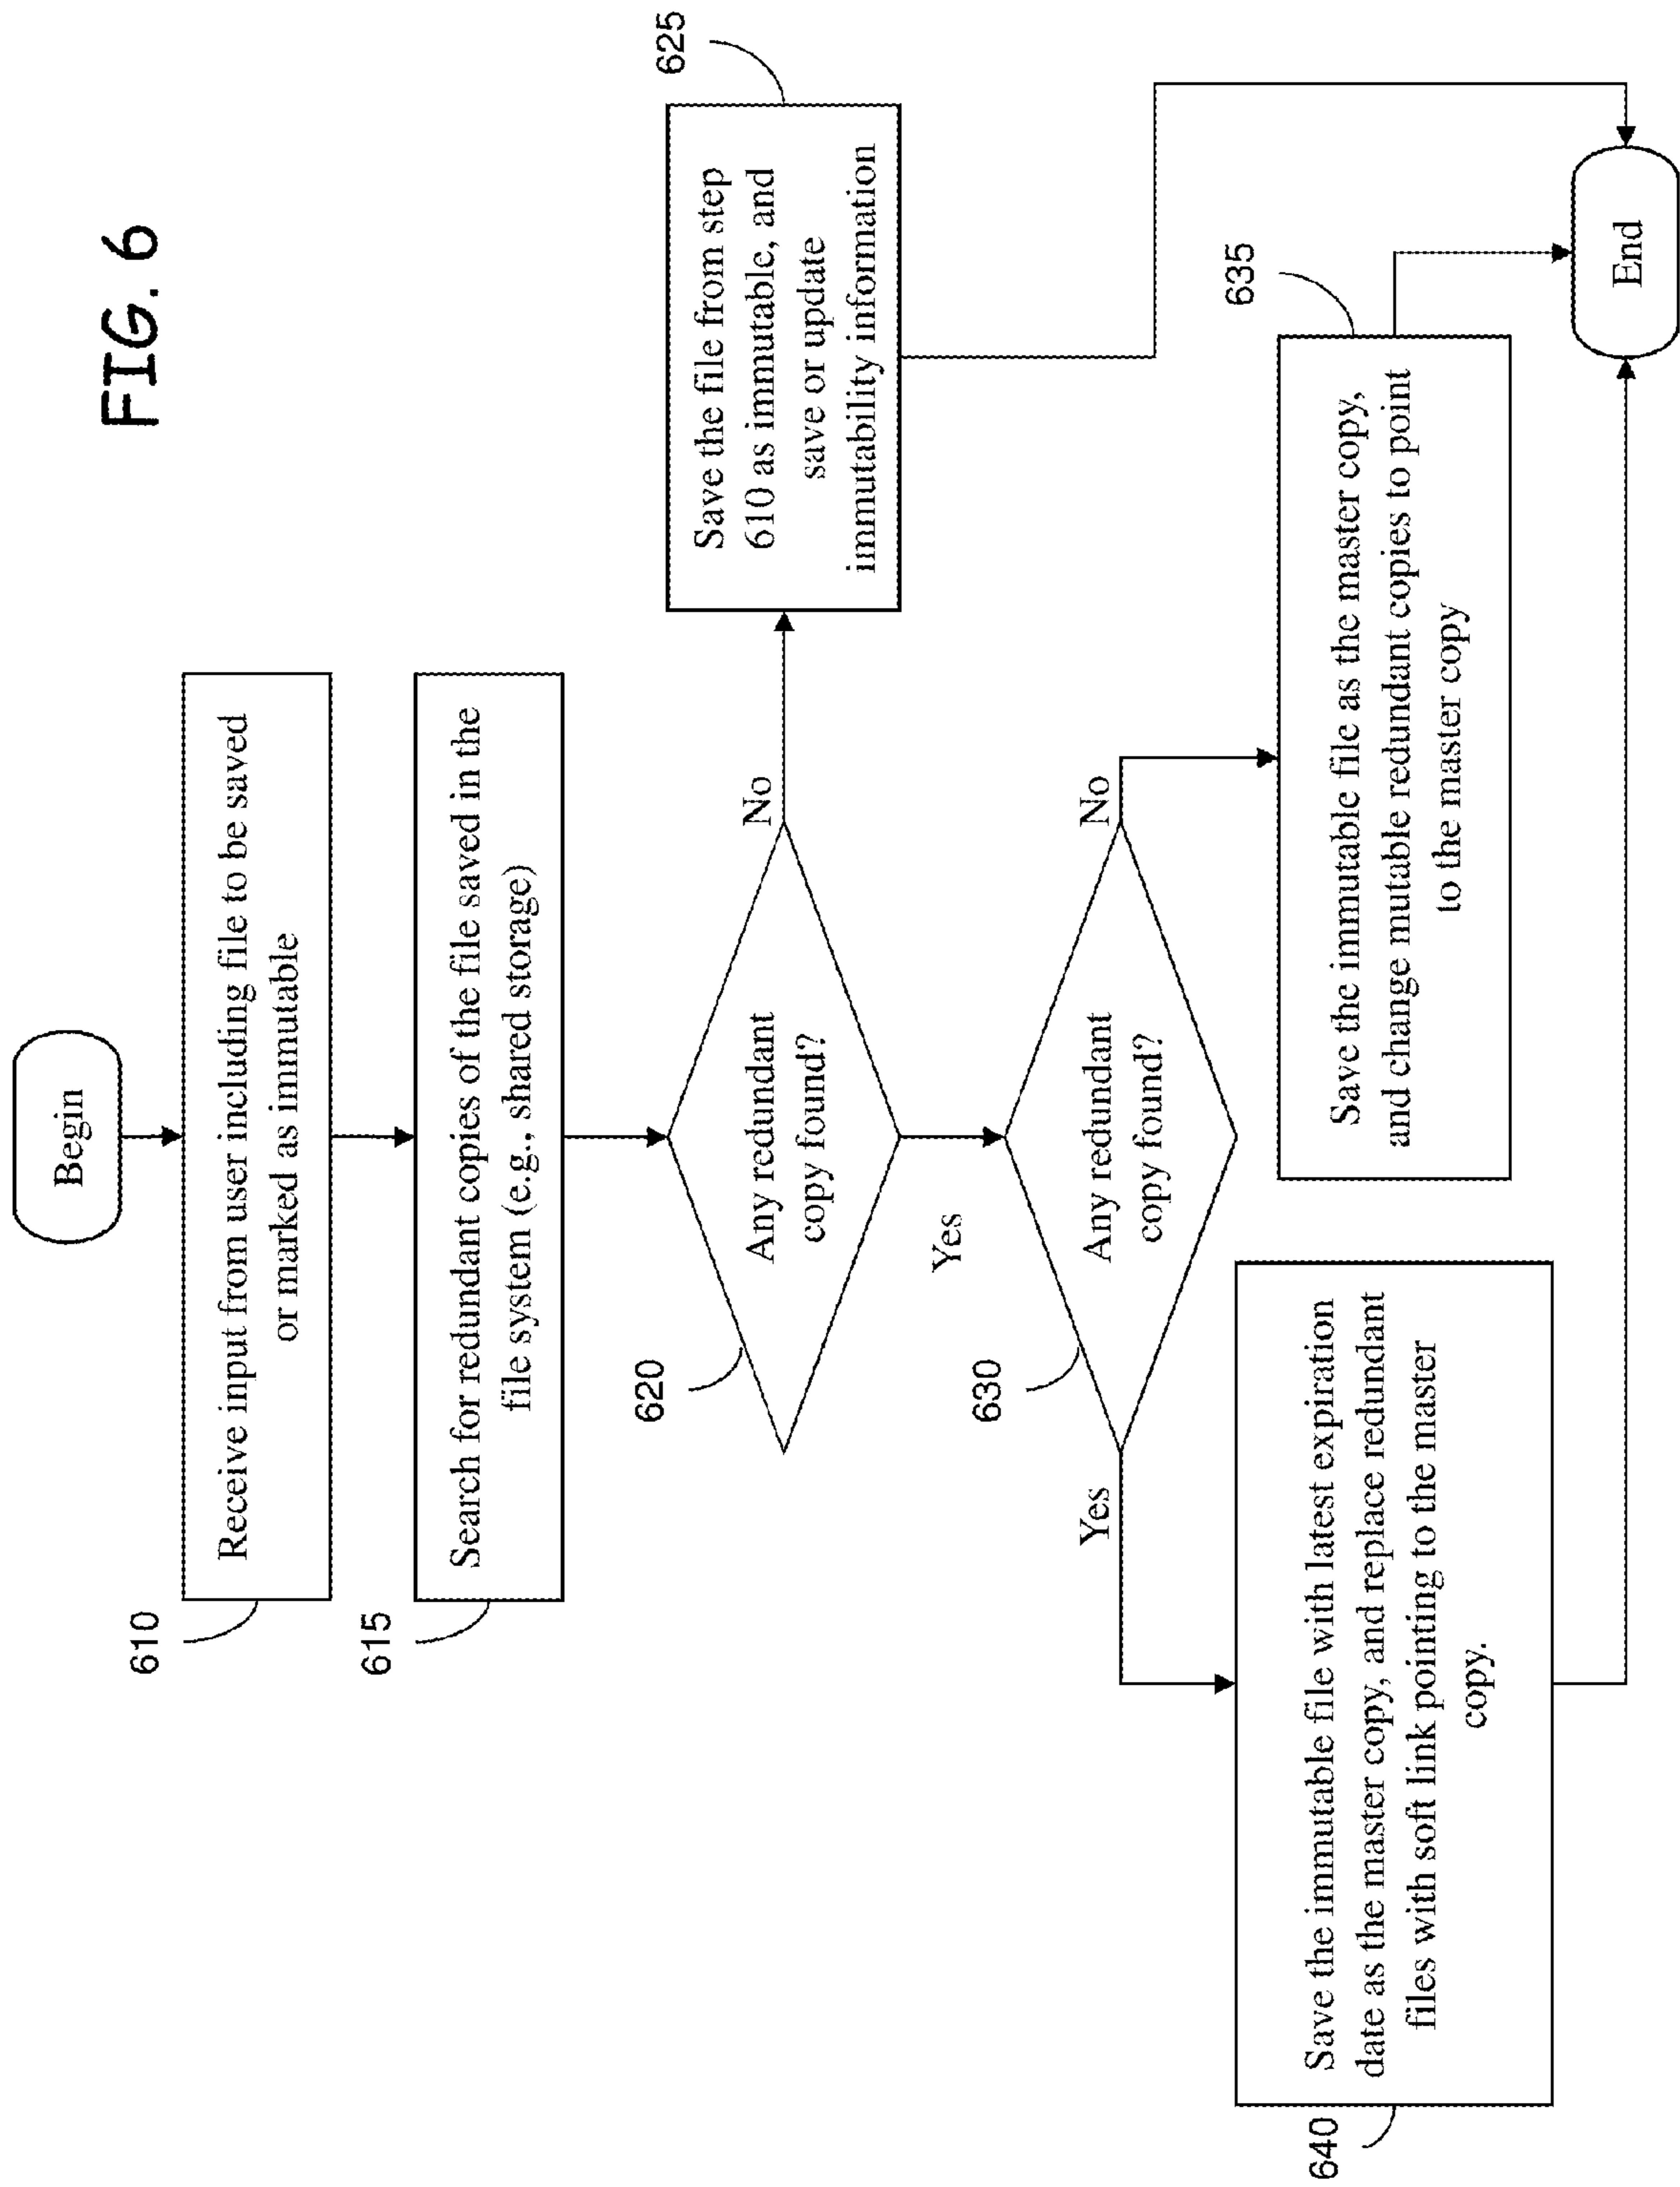 FIG. 6
Begin
610
Receive input from user including file to be saved
or marked as immutable
615
Search for redundant copies of the file saved in the
file system (e.g., shared storage)
620
Any redundant
copy found?
No
625
Save the file from step
610 as immutable, and
save or update
immutability information
Yes
630
Any redundant
copy found?
No
635
Save the immutable file as the master copy,
and change mutable redundant copies to point
to the master copy
Yes
640
Save the immutable file with latest expiration
date as the master copy, and replace redundant
files with soft link pointing to the master
copy.
End